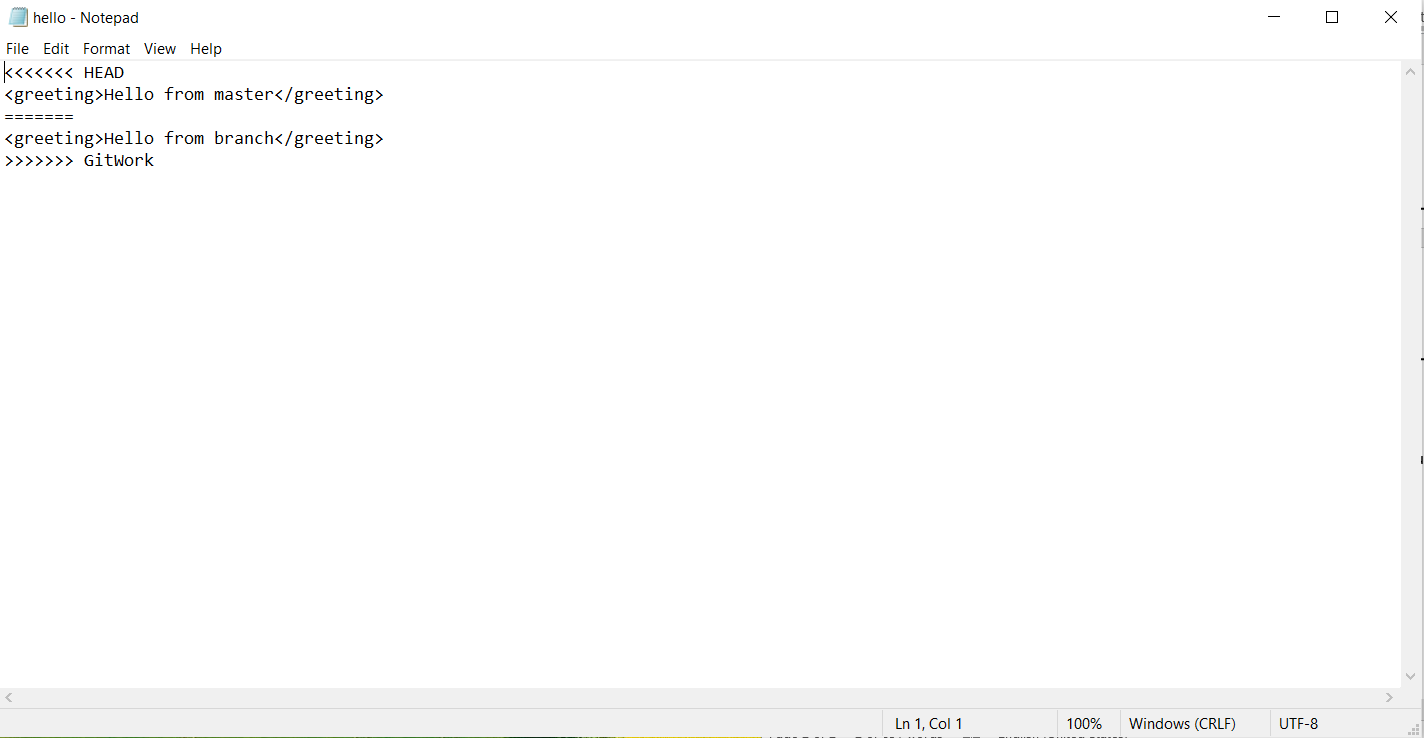 hello - Notepad
File Edit Format View Help
<<<<<<< HEAD
<greeting>Hello from master</greeting>
=======
<greeting>Hello from branch</greeting>
>>>>>>> GitWork
Ln 1, Col 1 100% Windows (CRLF) UTF-8